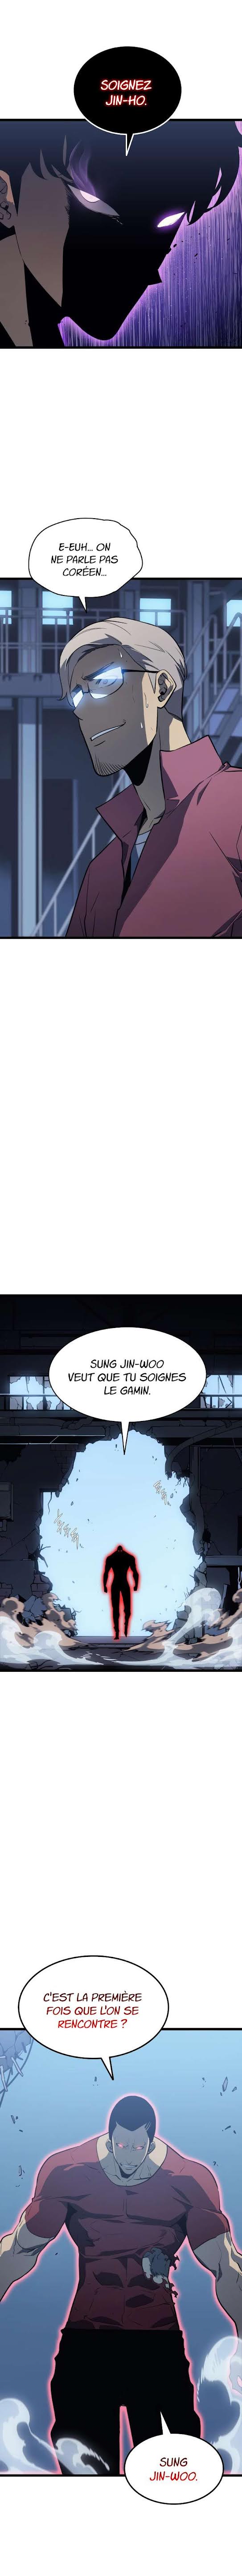 SOIGNEZ
JIN-HO.
E-EUH... ON
NE PARLE PAS
CORÉEN...
SUNG JIN-WOO
VEUT QUE TU SOIGNES
LE GAMIN.
C'EST LA PREMIÈRE
FOIS QUE L'ON SE
RENCONTRE ?
SUNG
JIN-WOO.